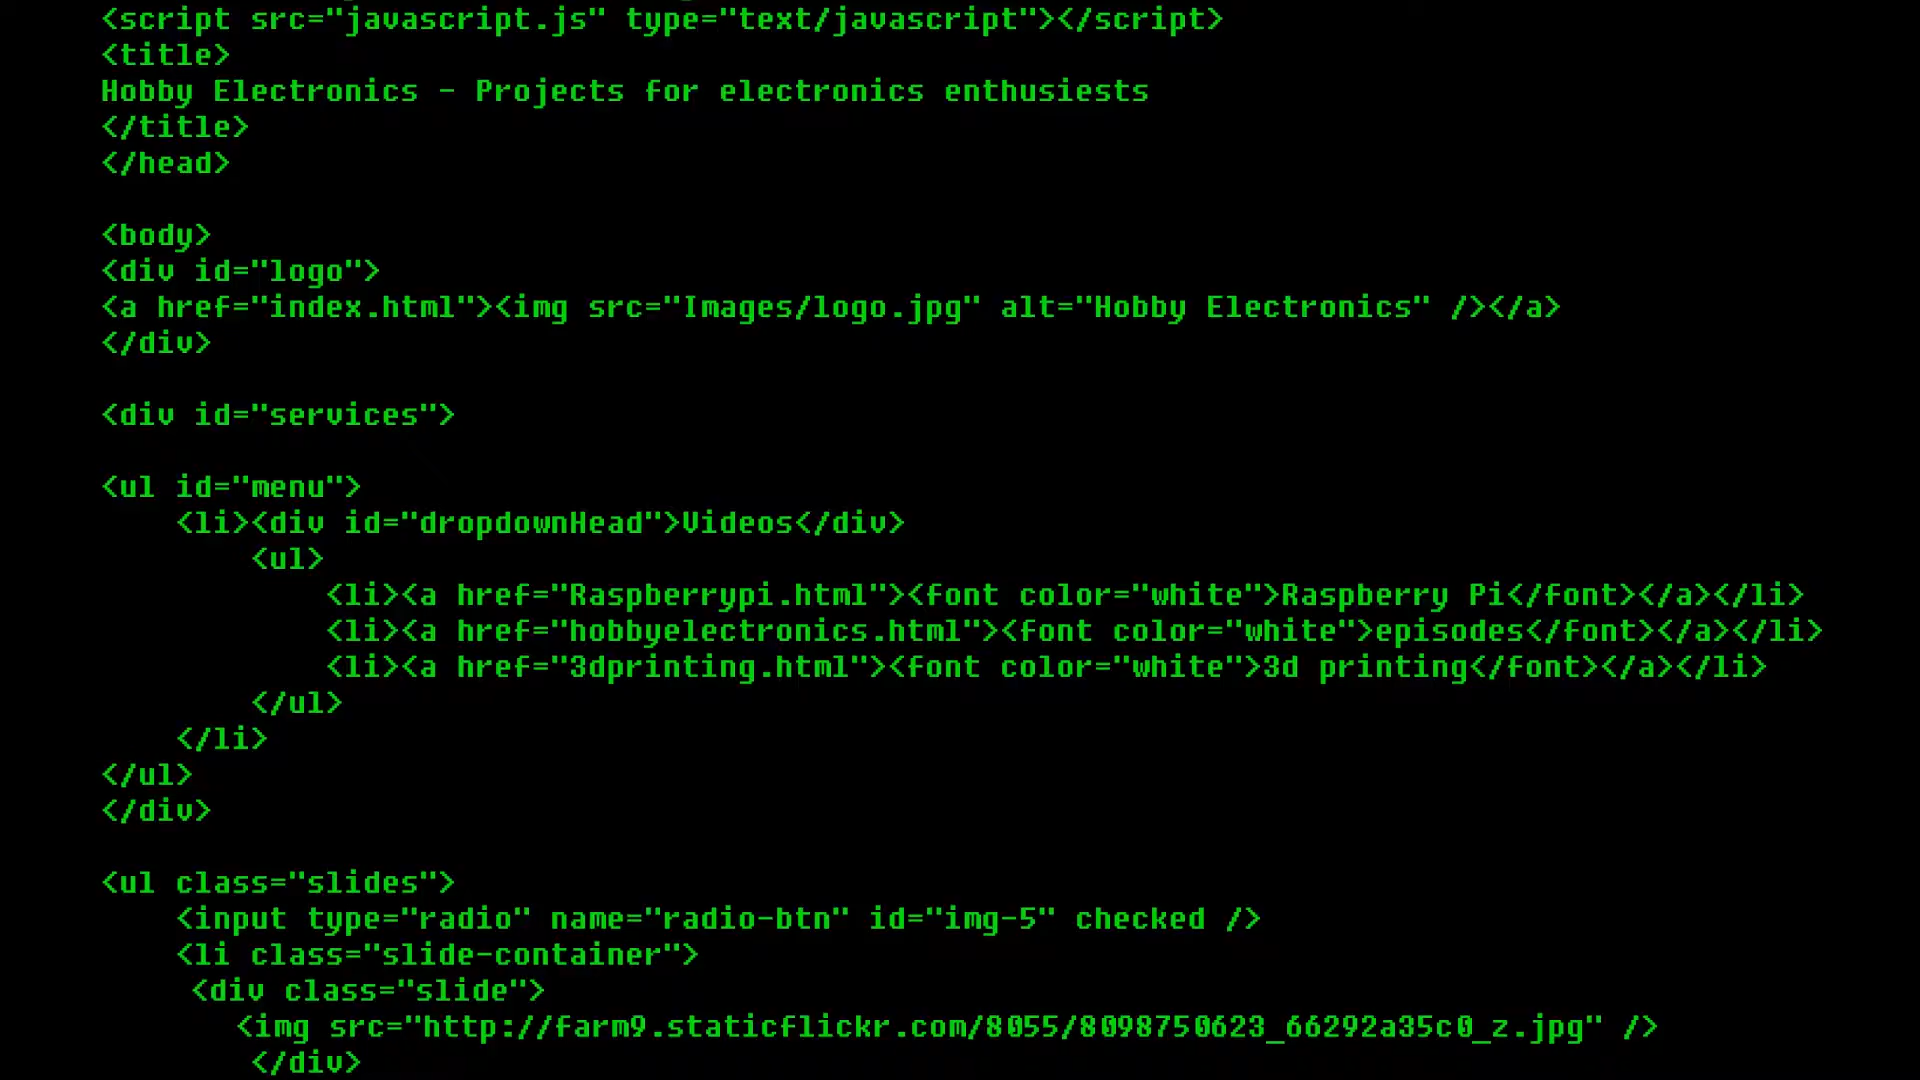 <script src="javascript.js" type="text/javascript"></script>
<title>
Hobby Electronics - Projects for electronics enthusiests
</title>
</head>
<body>
<div id="logo">
<a href="index.html"><img src="Images/logo.jpg" alt="Hobby Electronics" /></a>
</div>
<div id="services">
<ul id="menu">
<li><div id="dropdownHead">Videos</div>
<ul>
<li><a href="Raspberrypi.html"><font color="white">Raspberry Pi</font></a></li>
<li><a href="hobbyelectronics.html"><font color="white">episodes</font></a></li>
<li><a href="3dprinting.html"><font color="white">3d printing</font></a></li>
</ul>
</li>
</ul>
</div>
<ul class="slides">
<input type="radio" name="radio-btn" id="img-5" checked />
<li class="slide-container">
<div class="slide">
<img src="http://farm9.staticflickr.com/8055/8098750623_66292a35c0_z.jpg" />
</div>